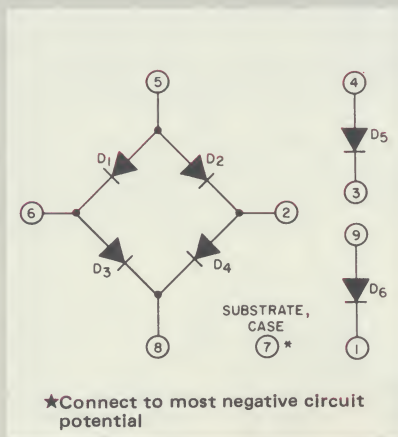 5
4
D1
D2
D5
6
2
3
9
D3
D4
D6
SUBSTRATE,
CASE
7 *
8
1
★Connect to most negative circuit
potential